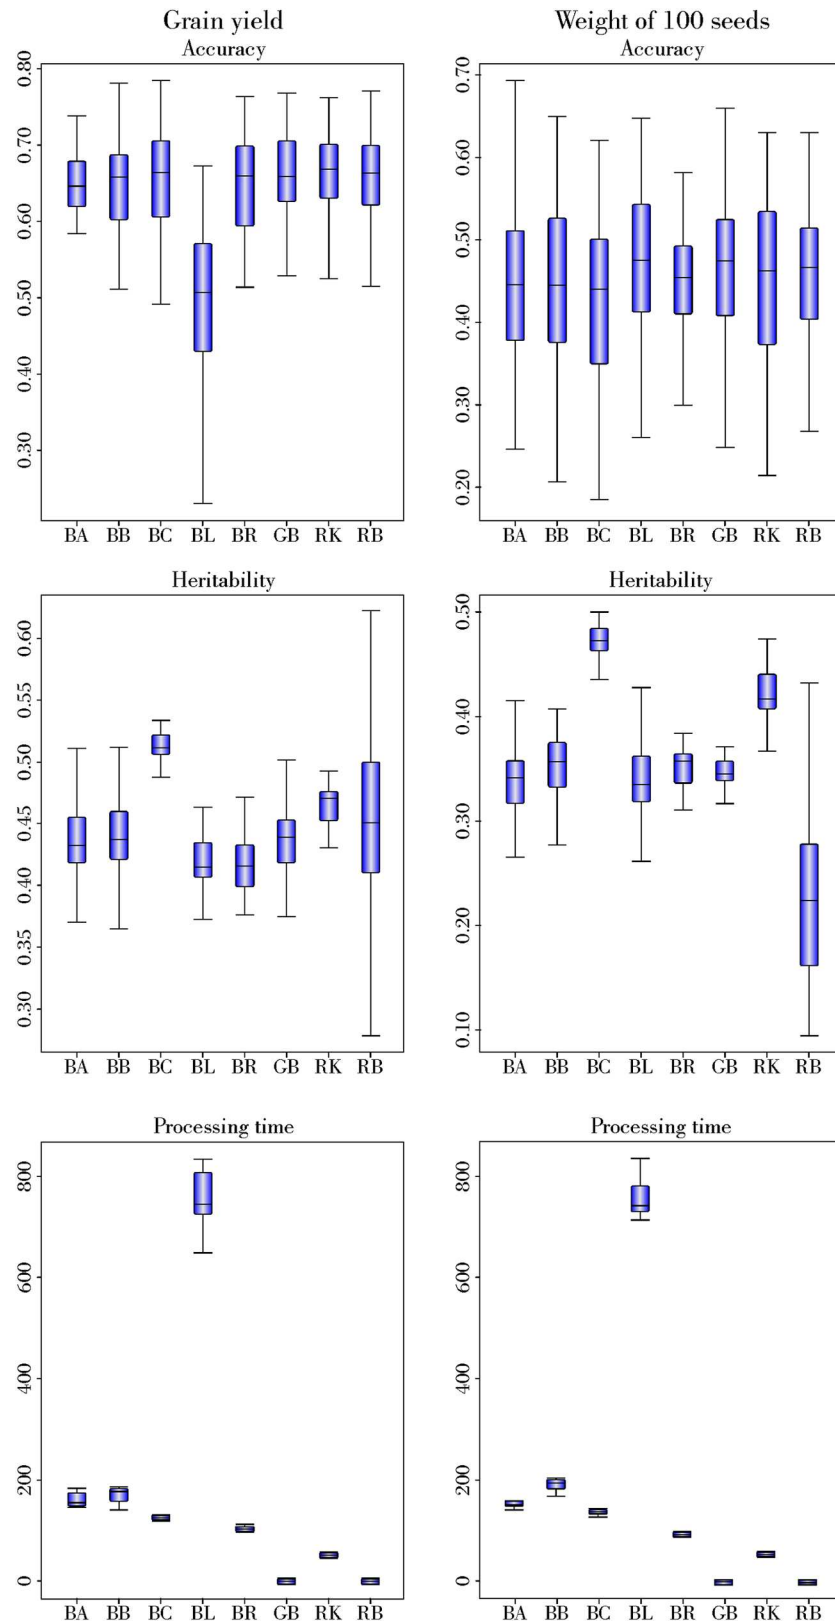 Grain yield
Weight of 100 seeds
Accuracy
0.80
0.70
0.60
0.50
0.40
0.30
BA BB BC BL BR GB RK RB
Accuracy
0.70
0.60
0.50
0.40
0.30
0.20
BA BB BC BL BR GB RK RB
Heritability
0.60
0.55
0.50
0.45
0.40
0.35
0.30
BA BB BC BL BR GB RK RB
Heritability
0.50
0.40
0.30
0.20
0.10
BA BB BC BL BR GB RK RB
Processing time
800
600
400
200
0
BA BB BC BL BR GB RK RB
Processing time
800
600
400
200
0
BA BB BC BL BR GB RK RB